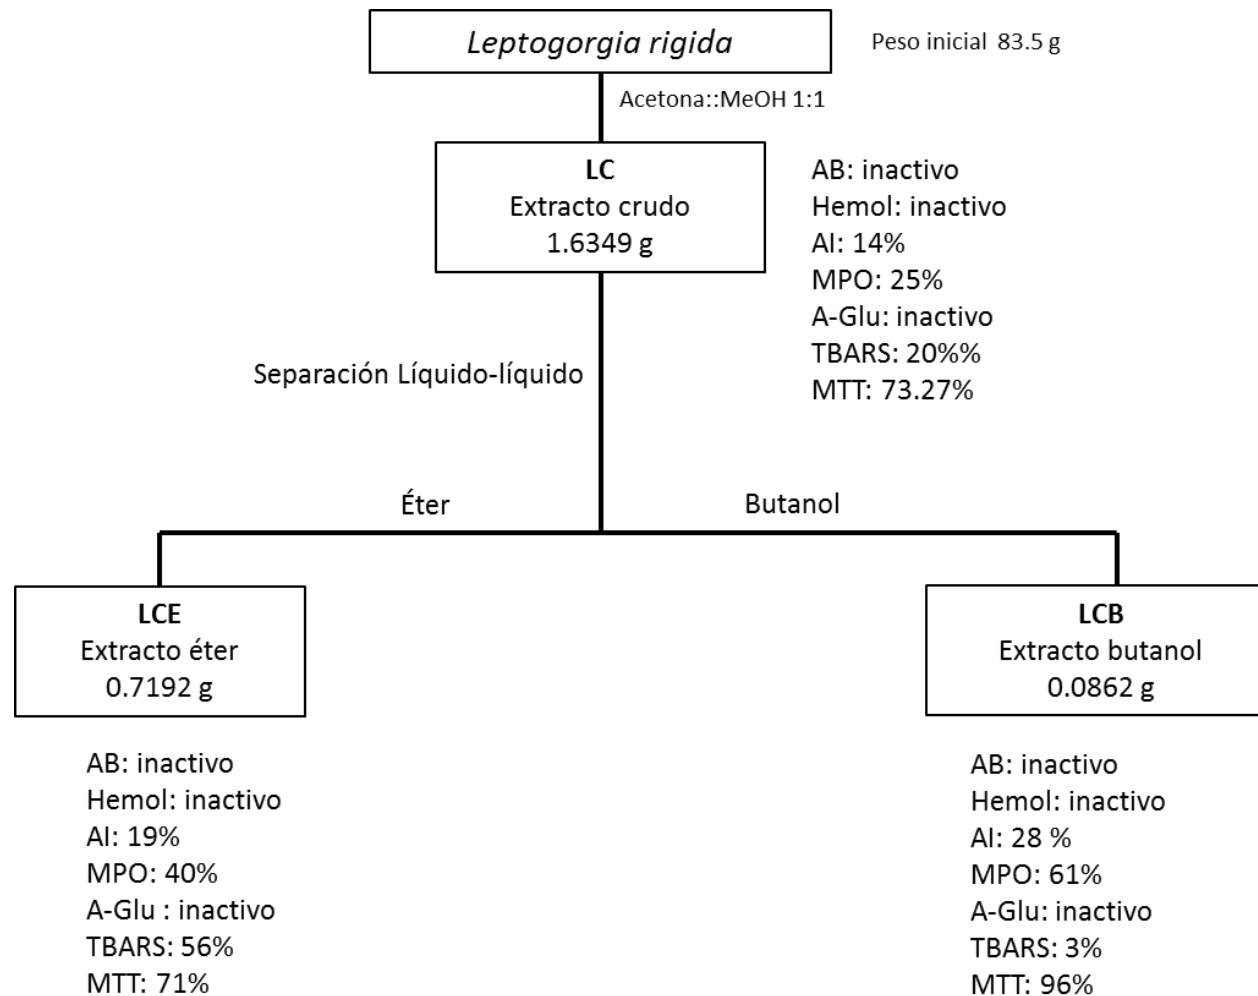 Leptogorgia rigida
Peso inicial 83.5 g
Acetona::MeOH 1:1
LC
Extracto crudo
1.6349 g
AB: inactivo
Hemol: inactivo
AI: 14%
MPO: 25%
A-Glu: inactivo
TBARS: 20%%
MTT: 73.27%
Separación Líquido-líquido
Éter
Butanol
LCE
Extracto éter
0.7192 g
AB: inactivo
Hemol: inactivo
AI: 19%
MPO: 40%
A-Glu : inactivo
TBARS: 56%
MTT: 71%
LCB
Extracto butanol
0.0862 g
AB: inactivo
Hemol: inactivo
AI: 28 %
MPO: 61%
A-Glu: inactivo
TBARS: 3%
MTT: 96%